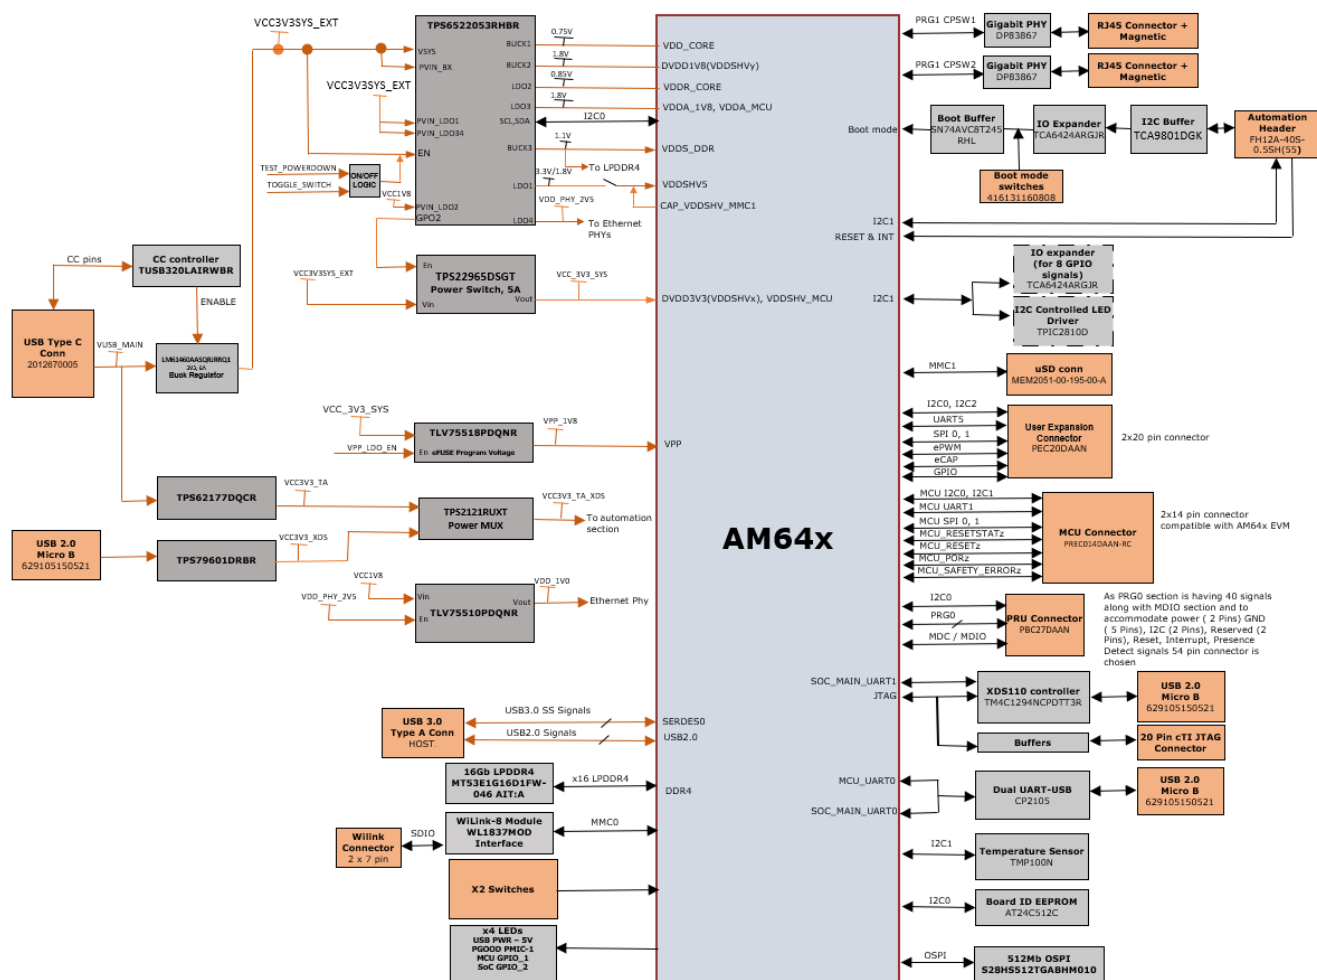 VCC3V3SYS_EXT
TPS6522053RHBR
VSYS
PVIN_BX
VCC3V3SYS_EXT
PVIN_LDO1
PVIN_LDO34
EN
TEST_POWERDOWN
TOGGLE_SWITCH
ON/OFF
LOGIC
VCC1V8
PVIN_LDO2
GPO2
BUCK1
0.75V
VDD_CORE
BUCK2
1.8V
DVDD1V8(VDDSHVy)
LDO2
0.85V
VDDR_CORE
LDO3
1.8V
VDDA_1V8, VDDA_MCU
SCL,SDA
I2C0
BUCK3
1.1V
VDDS_DDR
To LPDDR4
LDO1
3.3V/1.8V
VDDSHV5
CAP_VDDSHV_MMC1
LDO4
VDD_PHY_2V5
To Ethernet
PHYs
En
TPS22965DSGT
Power Switch, 5A
Vin
Vout
VCC3V3SYS_EXT
VCC_3V3_SYS
DVDD3V3(VDDSHVx), VDDSHV_MCU
CC pins
CC controller
TUSB320LAIRWBR
ENABLE
USB Type C
Conn
2012670005
VUSB_MAIN
LM61460AASQRJRRQ1
3V3, 6A
Buck Regulator
VCC_3V3_SYS
VPP_LDO_EN
TLV75518PDQNR
En eFUSE Program Voltage
VPP_1V8
VPP
TPS62177DQCR
VCC3V3_TA
TPS2121RUXT
Power MUX
VCC3V3_TA_XDS
To automation
section
USB 2.0
Micro B
629105150521
TPS79601DRBR
VCC3V3_XDS
VCC1V8
VDD_PHY_2V5
Vin
En
TLV75510PDQNR
Vout
VDD_1V0
Ethernet Phy
USB 3.0
Type A Conn
HOST.
USB3.0 SS Signals
USB2.0 Signals
SERDES0
USB2.0
16Gb LPDDR4
MT53E1G16D1FW-
046 AIT:A
x16 LPDDR4
DDR4
Wilink
Connector
2 x 7 pin
SDIO
WiLink-8 Module
WL1837MOD
Interface
MMC0
X2 Switches
x4 LEDs
USB PWR – 5V
PGOOD PMIC-1
MCU GPIO_1
SoC GPIO_2
AM64x
PRG1 CPSW1
Gigabit PHY
DP83867
RJ45 Connector +
Magnetic
PRG1 CPSW2
Gigabit PHY
DP83867
RJ45 Connector +
Magnetic
Boot mode
Boot Buffer
SN74AVC8T245
RHL
IO Expander
TCA6424ARGJR
I2C Buffer
TCA9801DGK
Automation
Header
FH12A-40S-
0.5SH(55)
Boot mode
switches
416131160808
I2C1
RESET & INT
I2C1
IO expander
(for 8 GPIO
signals)
TCA6424ARGJR
I2C Controlled LED
Driver
TPIC2810D
MMC1
uSD conn
MEM2051-00-195-00-A
I2C0, I2C2
UART5
SPI 0, 1
ePWM
eCAP
GPIO
User Expansion
Connector
PEC20DAAN
2x20 pin connector
MCU I2C0, I2C1
MCU UART1
MCU SPI 0, 1
MCU_RESETSTATz
MCU_RESETz
MCU_PORz
MCU_SAFETY_ERRORz
MCU Connector
PREC014DAAN-RC
2x14 pin connector
compatible with AM64x EVM
I2C0
PRG0
MDC / MDIO
PRU Connector
PBC27DAAN
As PRG0 section is having 40 signals
along with MDIO section and to
accommodate power ( 2 Pins) GND
( 5 Pins), I2C (2 Pins), Reserved (2
Pins), Reset, Interrupt, Presence
Detect signals 54 pin connector is
chosen
SOC_MAIN_UART1
JTAG
XDS110 controller
TM4C1294NCPDTT3R
USB 2.0
Micro B
629105150521
Buffers
20 Pin cTI JTAG
Connector
MCU_UART0
SOC_MAIN_UART0
Dual UART-USB
CP2105
USB 2.0
Micro B
629105150521
I2C1
Temperature Sensor
TMP100N
I2C0
Board ID EEPROM
AT24C512C
OSPI
512Mb OSPI
S28HS512TGABHM010